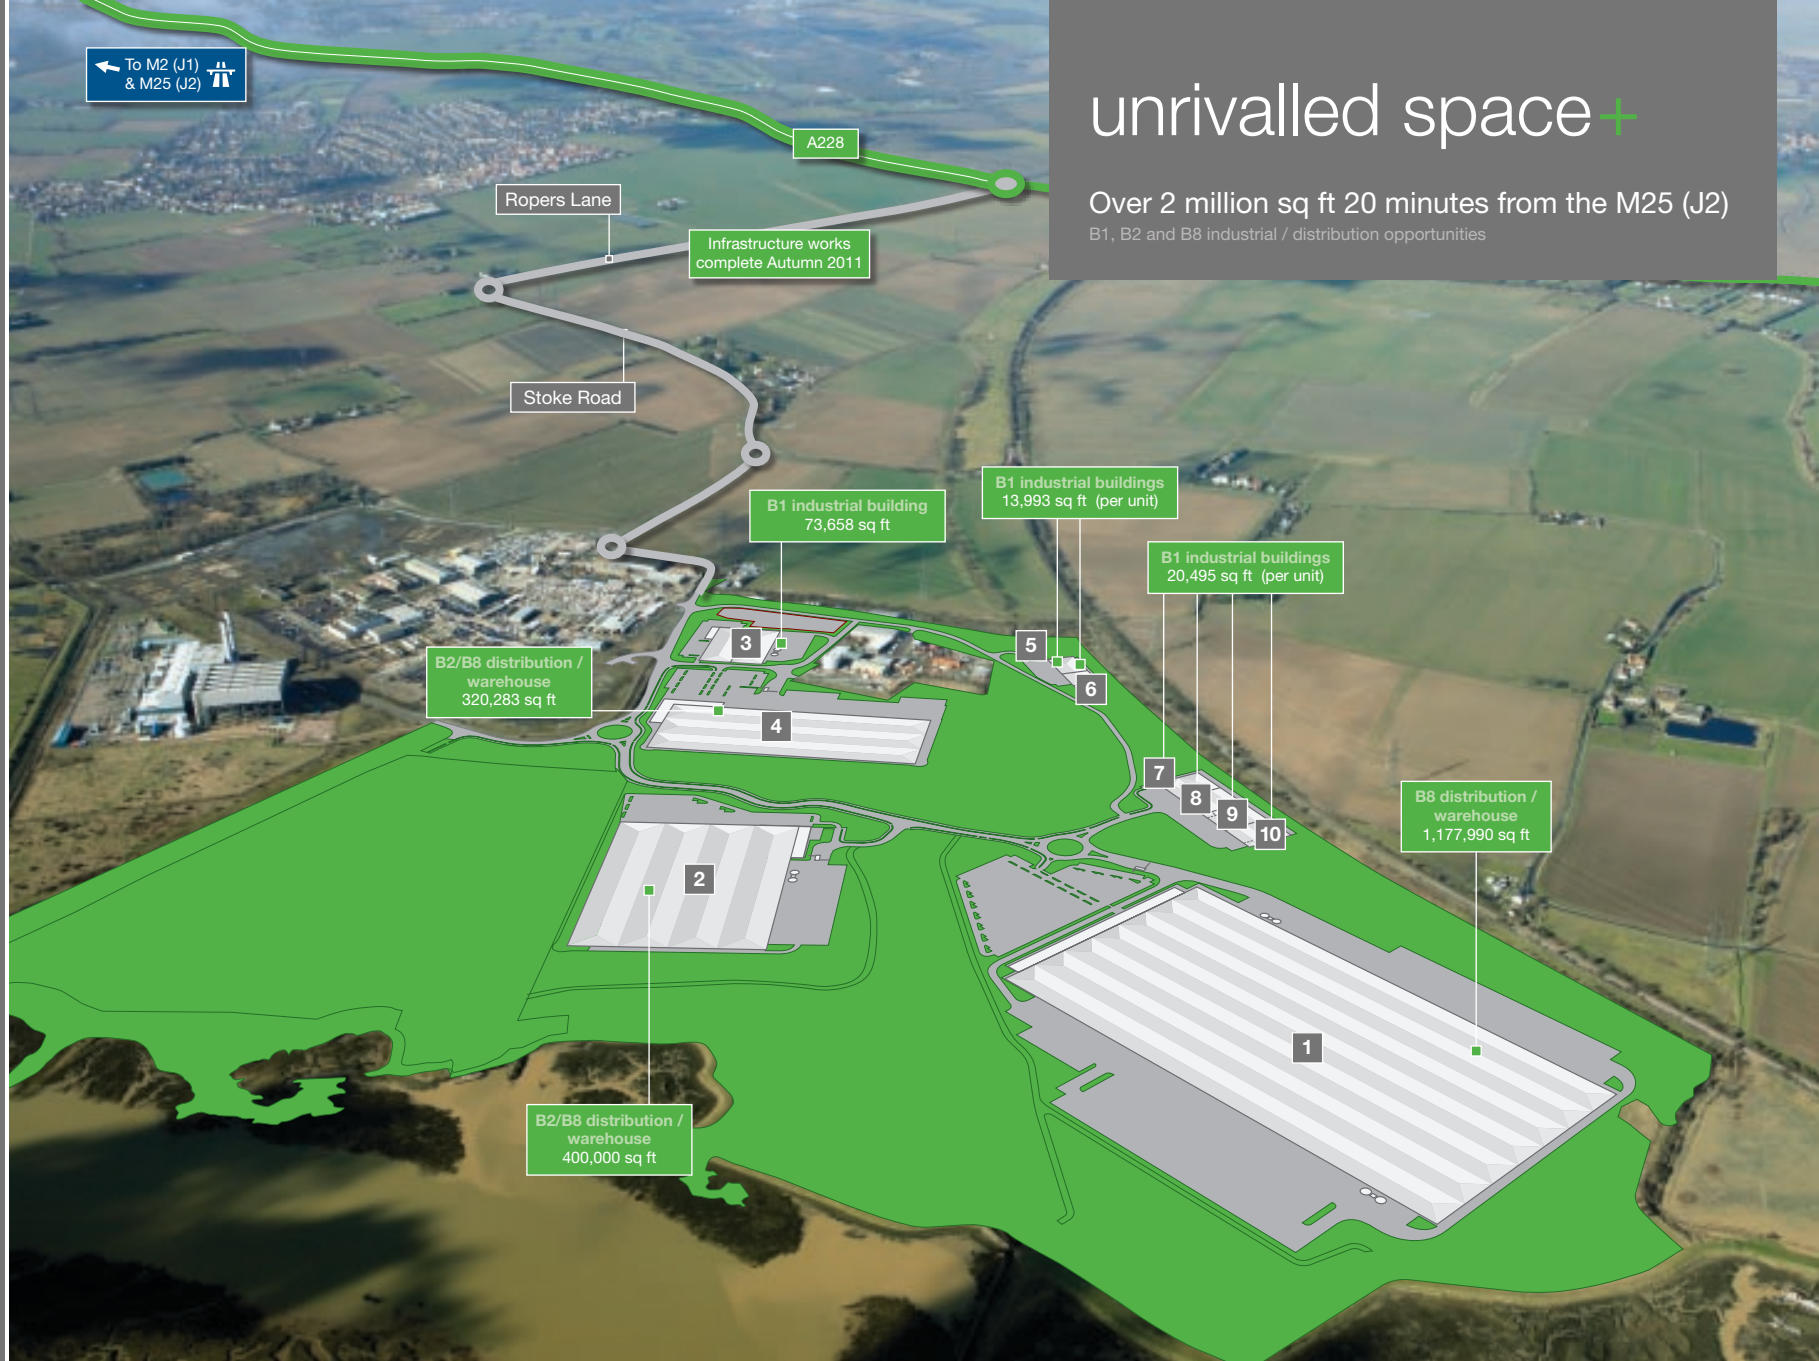 To M2 (J1)
& M25 (J2)
unrivalled space+
Over 2 million sq ft 20 minutes from the M25 (J2)
B1, B2 and B8 industrial / distribution opportunities
A228
Ropers Lane
Infrastructure works
complete Autumn 2011
Stoke Road
B1 industrial buildings
13,993 sq ft (per unit)
B1 industrial building
73,658 sq ft
B1 industrial buildings
20,495 sq ft (per unit)
B2/B8 distribution /
warehouse
320,283 sq ft
3
5
6
4
7
8
9
10
B8 distribution /
warehouse
1,177,990 sq ft
2
1
B2/B8 distribution /
warehouse
400,000 sq ft